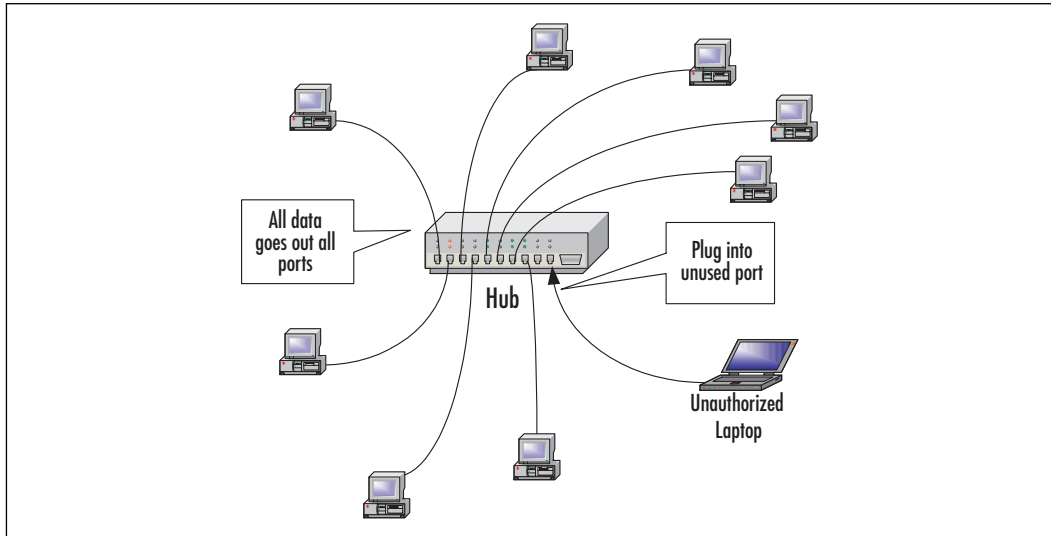 All data
goes out all
ports
Hub
Plug into
unused port
Unauthorized
Laptop